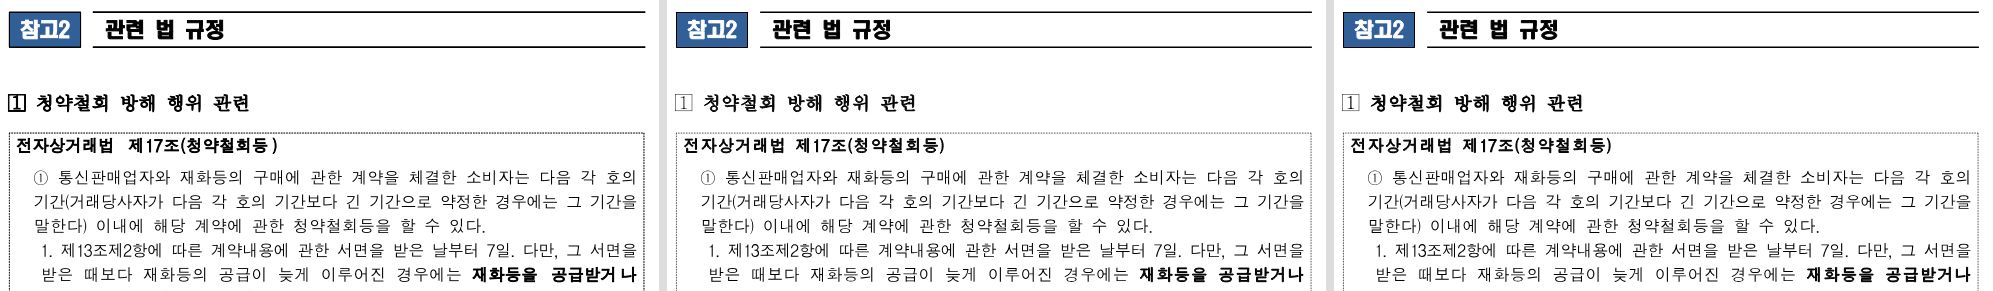 참고2 관련 법 규정
1 청약철회 방해 행위 관련
전자상거래법 제17조(청약철회등)
① 통신판매업자와 재화등의 구매에 관한 계약을 체결한 소비자는 다음 각 호의
기간(거래당사자가 다음 각 호의 기간보다 긴 기간으로 약정한 경우에는 그 기간을
말한다) 이내에 해당 계약에 관한 청약철회등을 할 수 있다.
1. 제13조제2항에 따른 계약내용에 관한 서면을 받은 날부터 7일. 다만, 그 서면을
받은 때보다 재화등의 공급이 늦게 이루어진 경우에는 재화등을 공급받거나
참고2 관련 법 규정
1 청약철회 방해 행위 관련
전자상거래법 제17조(청약철회등)
① 통신판매업자와 재화등의 구매에 관한 계약을 체결한 소비자는 다음 각 호의
기간(거래당사자가 다음 각 호의 기간보다 긴 기간으로 약정한 경우에는 그 기간을
말한다) 이내에 해당 계약에 관한 청약철회등을 할 수 있다.
1. 제13조제2항에 따른 계약내용에 관한 서면을 받은 날부터 7일. 다만, 그 서면을
받은 때보다 재화등의 공급이 늦게 이루어진 경우에는 재화등을 공급받거나
참고2 관련 법 규정
1 청약철회 방해 행위 관련
전자상거래법 제17조(청약철회등)
① 통신판매업자와 재화등의 구매에 관한 계약을 체결한 소비자는 다음 각 호의
기간(거래당사자가 다음 각 호의 기간보다 긴 기간으로 약정한 경우에는 그 기간을
말한다) 이내에 해당 계약에 관한 청약철회등을 할 수 있다.
1. 제13조제2항에 따른 계약내용에 관한 서면을 받은 날부터 7일. 다만, 그 서면을
받은 때보다 재화등의 공급이 늦게 이루어진 경우에는 재화등을 공급받거나